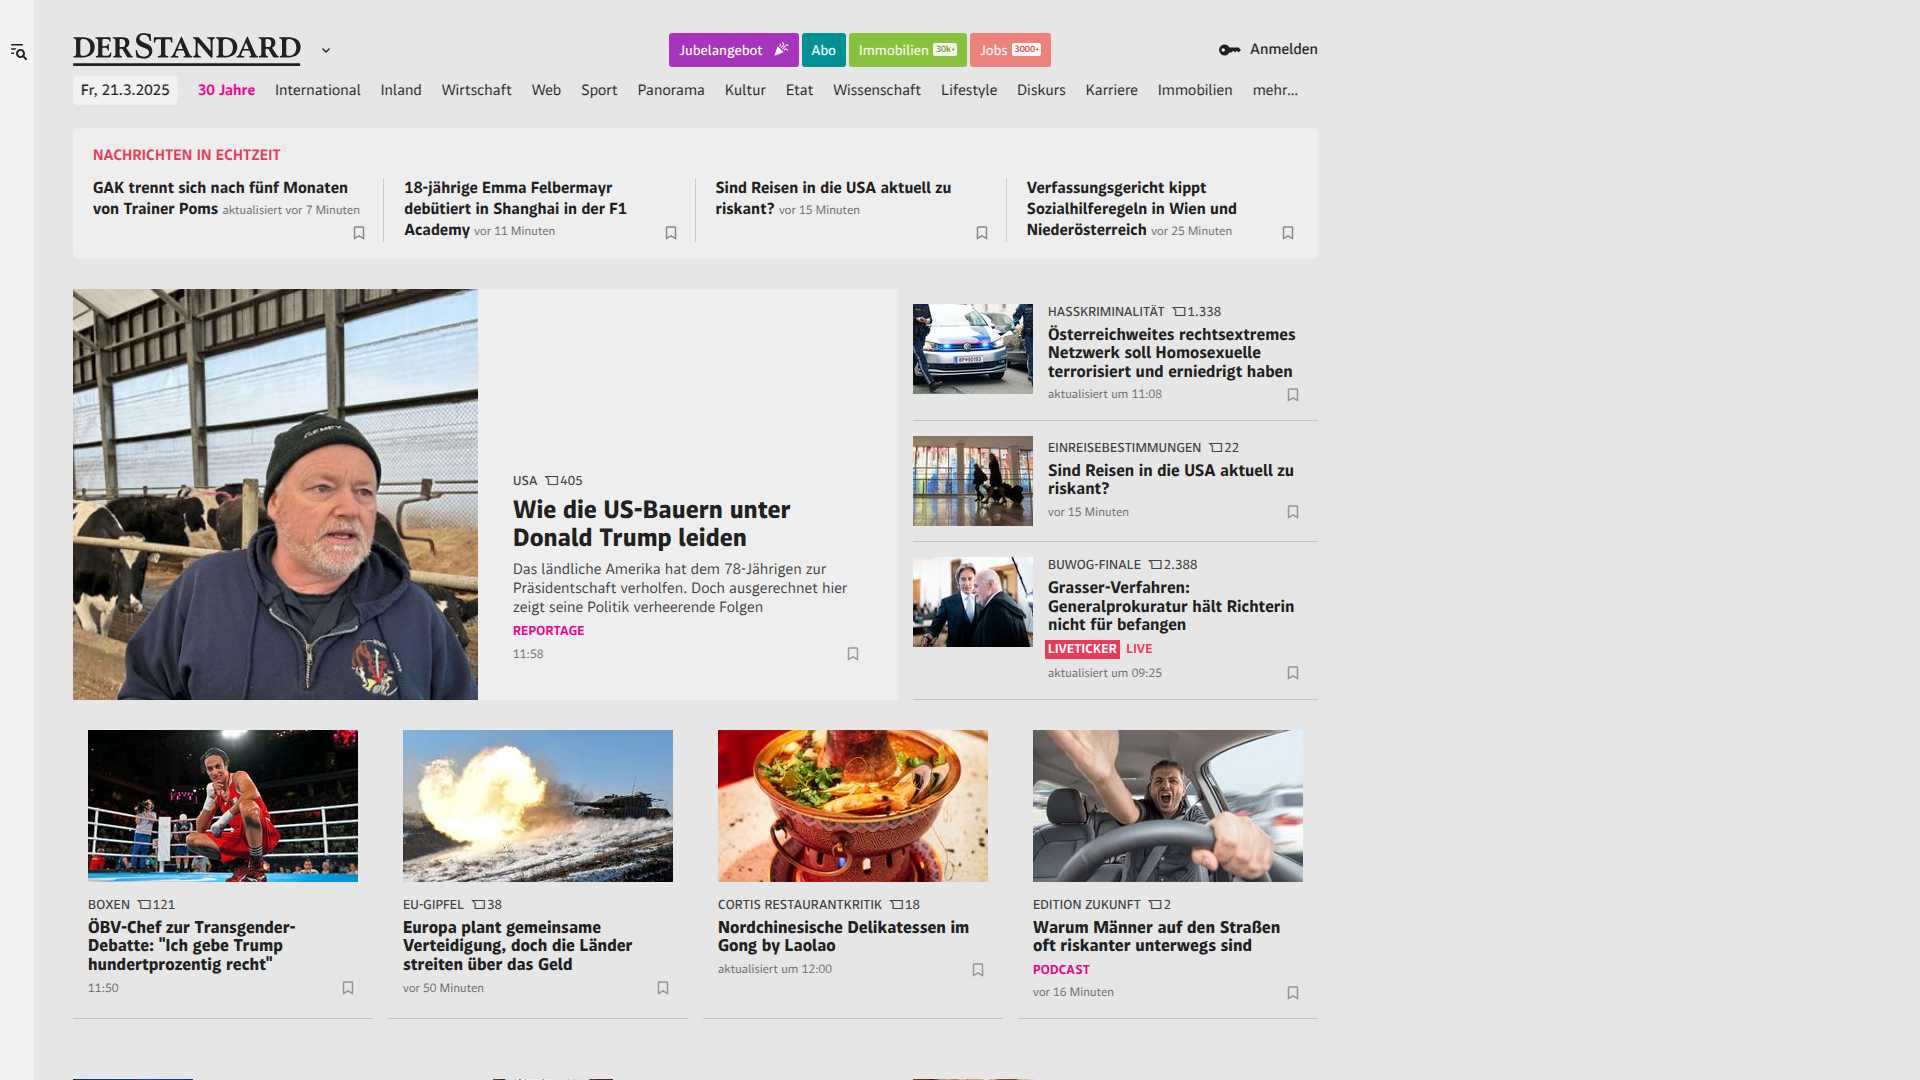 DERSTANDARD
Jubelangebot
Abo
Immobilien 30k+
Jobs 3000+
Anmelden
Fr, 21.3.2025 30 Jahre International Inland Wirtschaft Web Sport Panorama Kultur Etat Wissenschaft Lifestyle Diskurs Karriere Immobilien mehr...
NACHRICHTEN IN ECHTZEIT
GAK trennt sich nach fünf Monaten
von Trainer Poms aktualisiert vor 7 Minuten
18-jährige Emma Felbermayr
debütiert in Shanghai in der F1
Academy vor 11 Minuten
Sind Reisen in die USA aktuell zu
riskant? vor 15 Minuten
Verfassungsgericht kippt
Sozialhilferegeln in Wien und
Niederösterreich vor 25 Minuten
USA 405
Wie die US-Bauern unter
Donald Trump leiden
Das ländliche Amerika hat dem 78-Jährigen zur
Präsidentschaft verholfen. Doch ausgerechnet hier
zeigt seine Politik verheerende Folgen
REPORTAGE
11:58
HASSKRIMINALITÄT 1.338
Österreichweites rechtsextremes
Netzwerk soll Homosexuelle
terrorisiert und erniedrigt haben
aktualisiert um 11:08
EINREISEBESTIMMUNGEN 22
Sind Reisen in die USA aktuell zu
riskant?
vor 15 Minuten
BUWOG-FINALE 2.388
Grasser-Verfahren:
Generalprokuratur hält Richterin
nicht für befangen
LIVETICKER LIVE
aktualisiert um 09:25
BOXEN 121
ÖBV-Chef zur Transgender-
Debatte: "Ich gebe Trump
hundertprozentig recht"
11:50
EU-GIPFEL 38
Europa plant gemeinsame
Verteidigung, doch die Länder
streiten über das Geld
vor 50 Minuten
CORTIS RESTAURANTKRITIK 18
Nordchinesische Delikatessen im
Gong by Laolao
aktualisiert um 12:00
EDITION ZUKUNFT 2
Warum Männer auf den Straßen
oft riskanter unterwegs sind
PODCAST
vor 16 Minuten